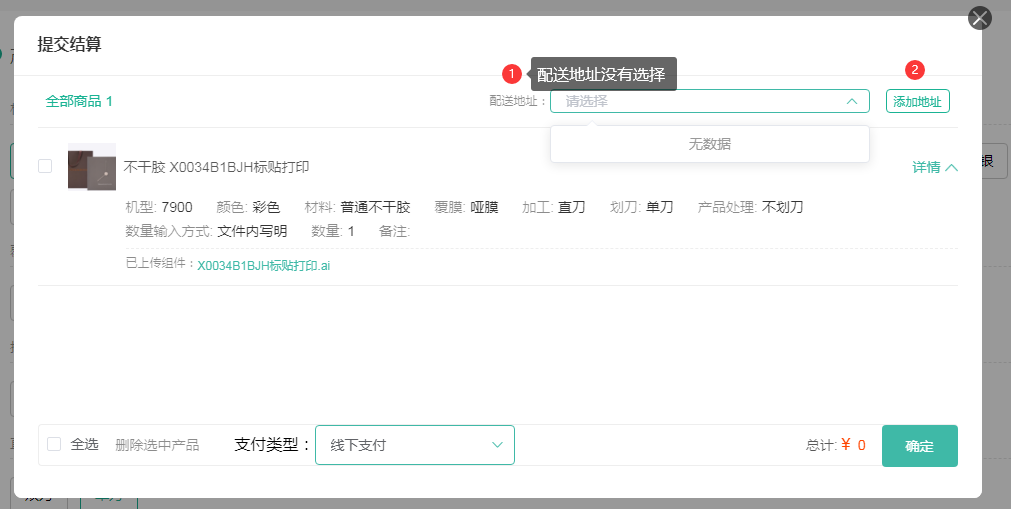 提交结算
1 配送地址没有选择
2
全部商品 1
配送地址： 请选择
添加地址
无数据
银
不干胶 X0034B1BJH标贴打印
详情
机型: 7900 颜色: 彩色 材料: 普通不干胶 覆膜: 哑膜 加工: 直刀 划刀: 单刀 产品处理: 不划刀
数量输入方式: 文件内写明 数量: 1 备注:
已上传组件： X0034B1BJH标贴打印.ai
全选 删除选中产品 支付类型： 线下支付
总计: ¥ 0 确定